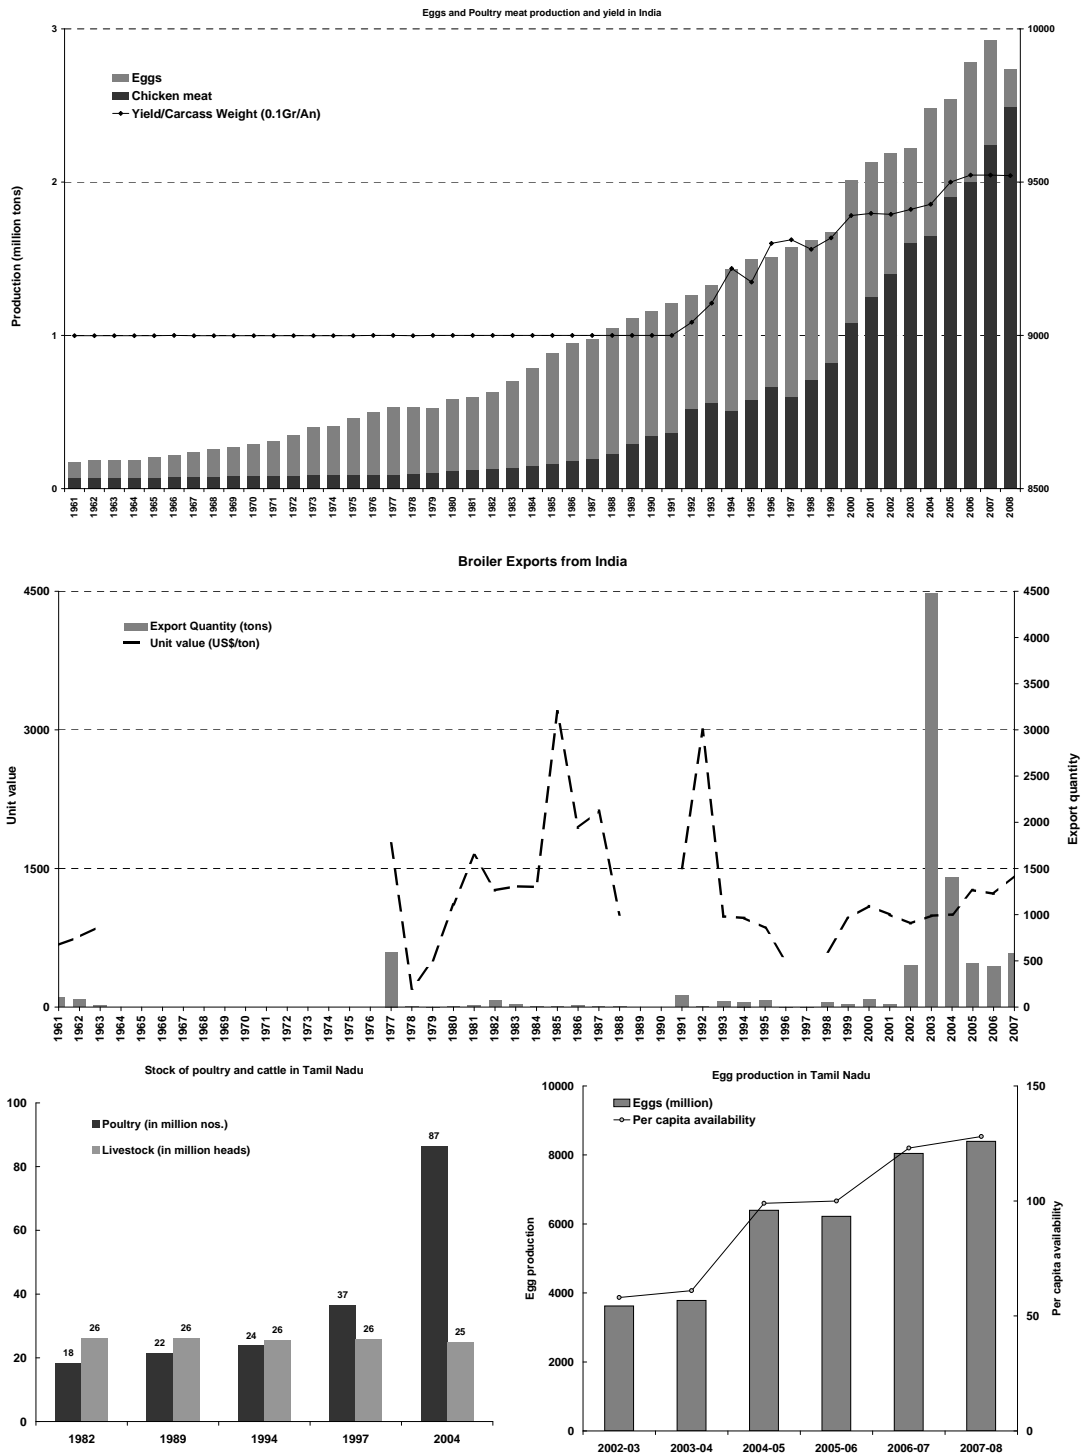 Eggs and Poultry meat production and yield in India
3
10000
Eggs
Chicken meat
Yield/Carcass Weight (0.1Gr/An)
2
9500
Production (million tons)
1
9000
0
8500
1961 1962 1963 1964 1965 1966 1967 1968 1969 1970 1971 1972 1973 1974 1975 1976 1977 1978 1979 1980 1981 1982 1983 1984 1985 1986 1987 1988 1989 1990 1991 1992 1993 1994 1995 1996 1997 1998 1999 2000 2001 2002 2003 2004 2005 2006 2007 2008
Broiler Exports from India
4500
4500
Export Quantity (tons)
Unit value (US$/ton)
4000
3500
3000
3000
Unit value
Export quantity
2500
2000
1500
1500
1000
500
0
0
1961 1962 1963 1964 1965 1966 1967 1968 1969 1970 1971 1972 1973 1974 1975 1976 1977 1978 1979 1980 1981 1982 1983 1984 1985 1986 1987 1988 1989 1990 1991 1992 1993 1994 1995 1996 1997 1998 1999 2000 2001 2002 2003 2004 2005 2006 2007
Stock of poultry and cattle in Tamil Nadu
100
Poultry (in million nos.)
Livestock (in million heads)
80
60
40
20
0
18 26 22 26 24 26 37 26 87 25
1982 1989 1994 1997 2004
Egg production in Tamil Nadu
10000
150
Eggs (million)
Per capita availability
8000
6000
100
Egg production
Per capita availability
4000
50
2000
0
0
2002-03 2003-04 2004-05 2005-06 2006-07 2007-08